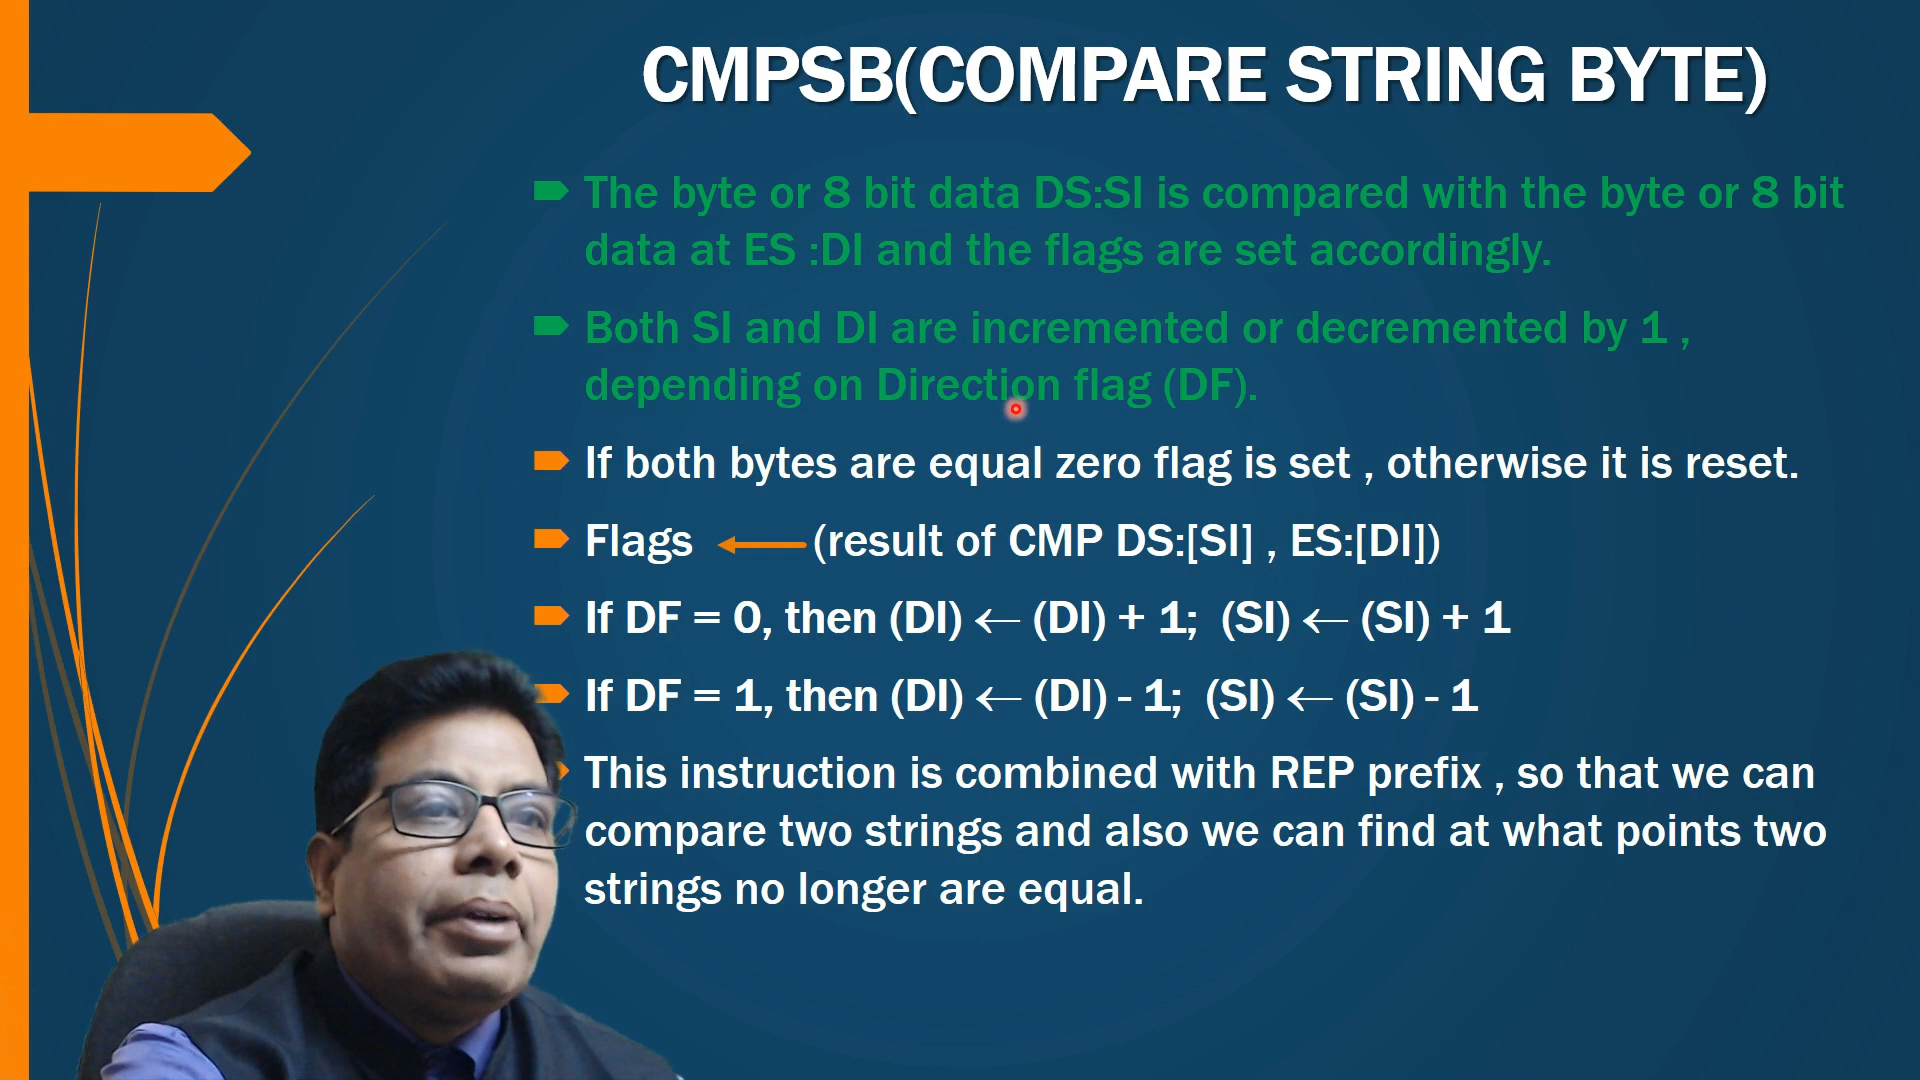 CMPSB(COMPARE STRING BYTE)
The byte or 8 bit data DS:SI is compared with the byte or 8 bit
data at ES :DI and the flags are set accordingly.
Both SI and DI are incremented or decremented by 1 ,
depending on Direction flag (DF).
If both bytes are equal zero flag is set , otherwise it is reset.
Flags ← (result of CMP DS:[SI] , ES:[DI])
If DF = 0, then (DI) ← (DI) + 1; (SI) ← (SI) + 1
If DF = 1, then (DI) ← (DI) - 1; (SI) ← (SI) - 1
This instruction is combined with REP prefix , so that we can
compare two strings and also we can find at what points two
strings no longer are equal.